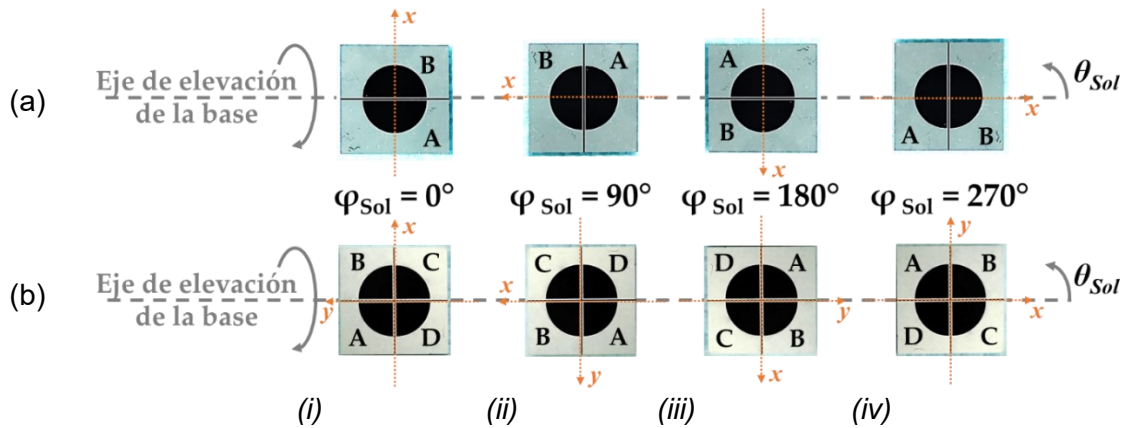 (a)
Eje de elevación
de la base
x
B
A
x
B A
A
B
x
A B
x
θSol
φSol = 0° φSol = 90° φSol = 180° φSol = 270°
(b)
Eje de elevación
de la base
x
y
B C
A D
C D
x
B A
y
D A
y
C B
x
y
A B
x
D C
θSol
(i) (ii) (iii) (iv)